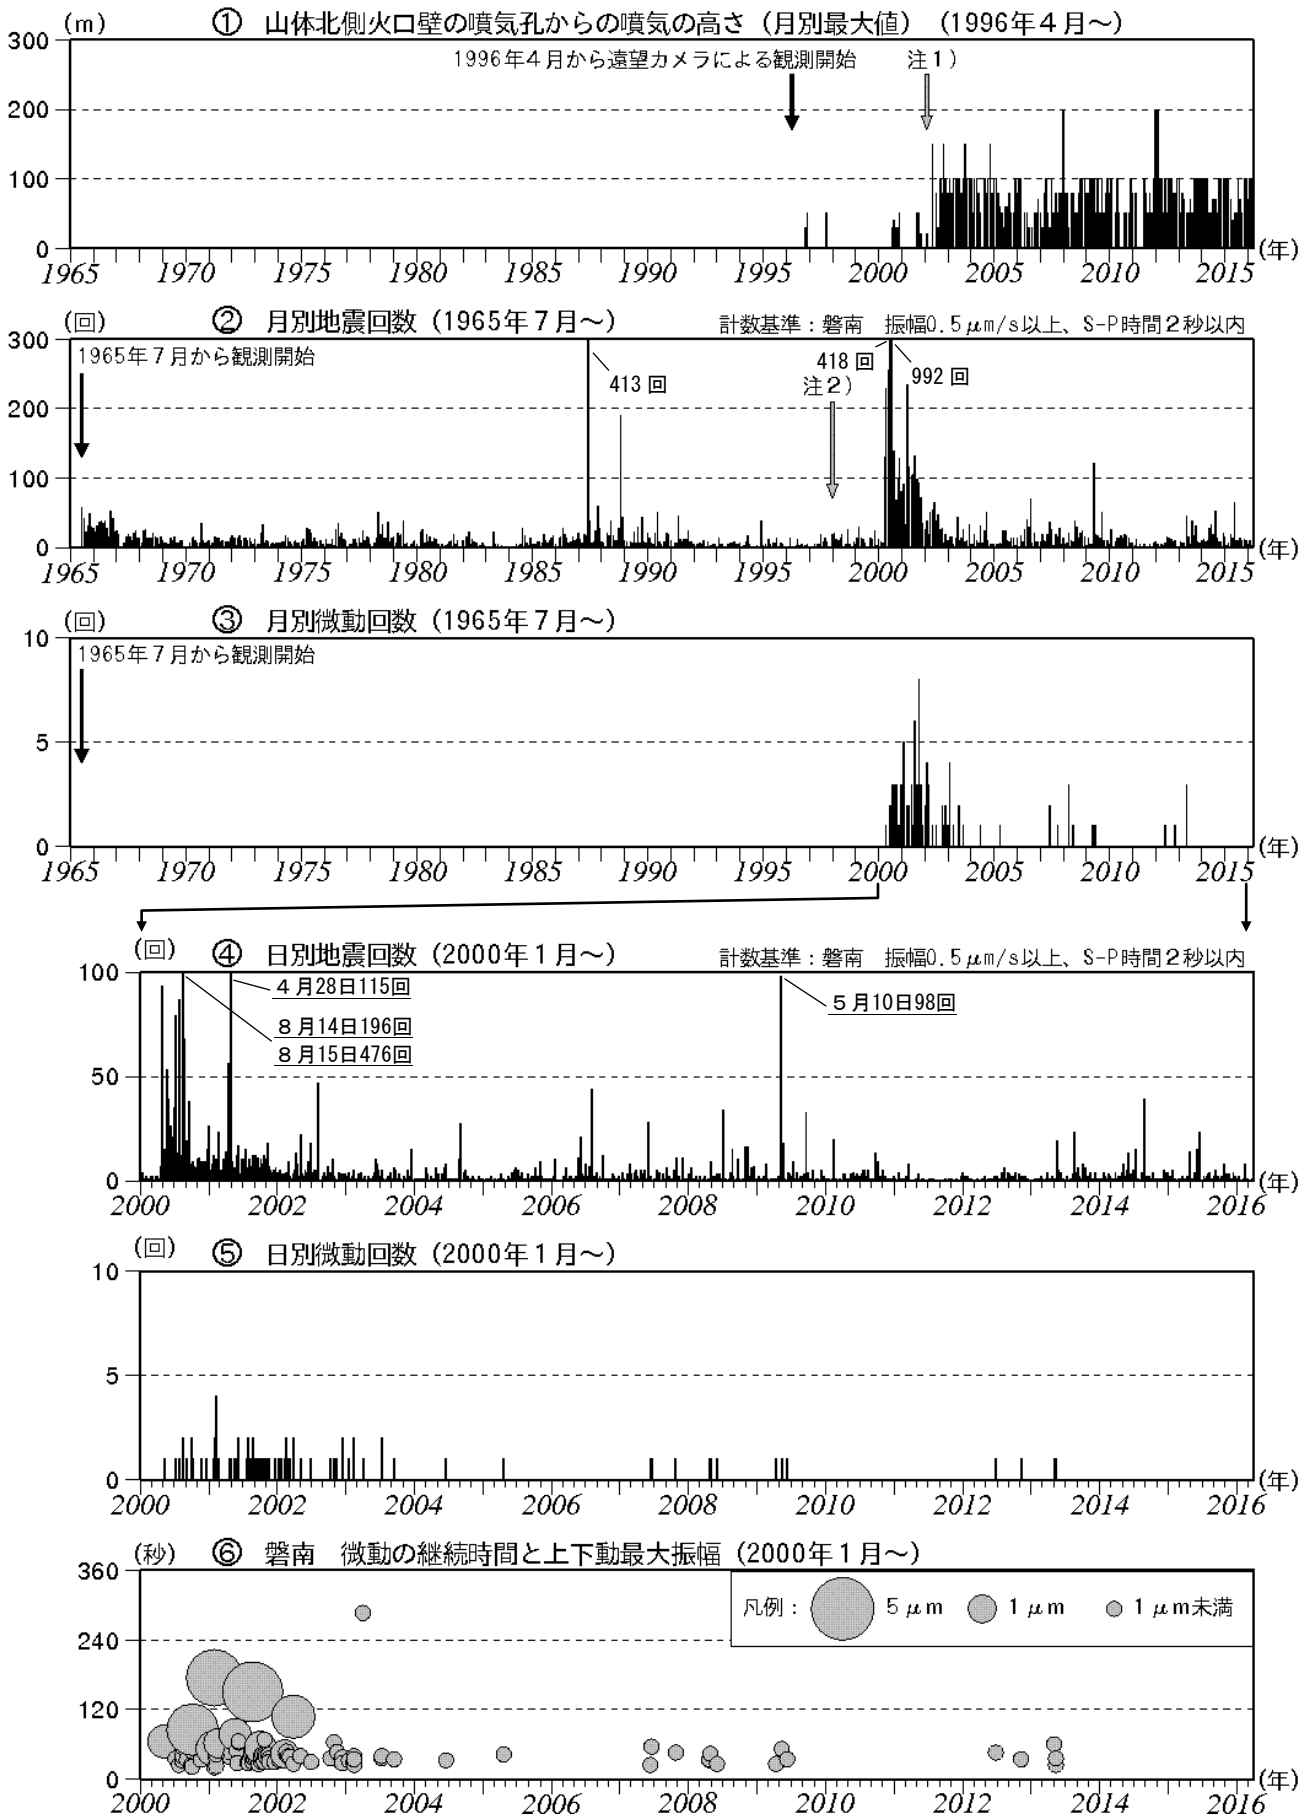 (m) ① 山体北側火口壁の噴気孔からの噴気の高さ（月別最大値）（1996年４月～）
300
1996年４月から遠望カメラによる観測開始 注１）
200
100
0
(年)
1965 1970 1975 1980 1985 1990 1995 2000 2005 2010 2015
(回) ② 月別地震回数（1965年７月～） 計数基準：磐南 振幅0.5μm/s以上、S-P時間２秒以内
300
1965年７月から観測開始
418 回
413 回
992 回
注２）
200
100
0
(年)
1965 1970 1975 1980 1985 1990 1995 2000 2005 2010 2015
(回) ③ 月別微動回数（1965年７月～）
10
1965年７月から観測開始
5
0
(年)
1965 1970 1975 1980 1985 1990 1995 2000 2005 2010 2015
(回) ④ 日別地震回数（2000年１月～） 計数基準：磐南 振幅0.5μm/s以上、S-P時間２秒以内
100
４月28日115回
５月10日98回
８月14日196回
８月15日476回
50
0
(年)
2000 2002 2004 2006 2008 2010 2012 2014 2016
(回) ⑤ 日別微動回数（2000年１月～）
10
5
0
(年)
2000 2002 2004 2006 2008 2010 2012 2014 2016
(秒) ⑥ 磐南 微動の継続時間と上下動最大振幅（2000年１月～）
360
凡例： ５μm １μm １μm未満
240
120
0
(年)
2000 2002 2004 2006 2008 2010 2012 2014 2016